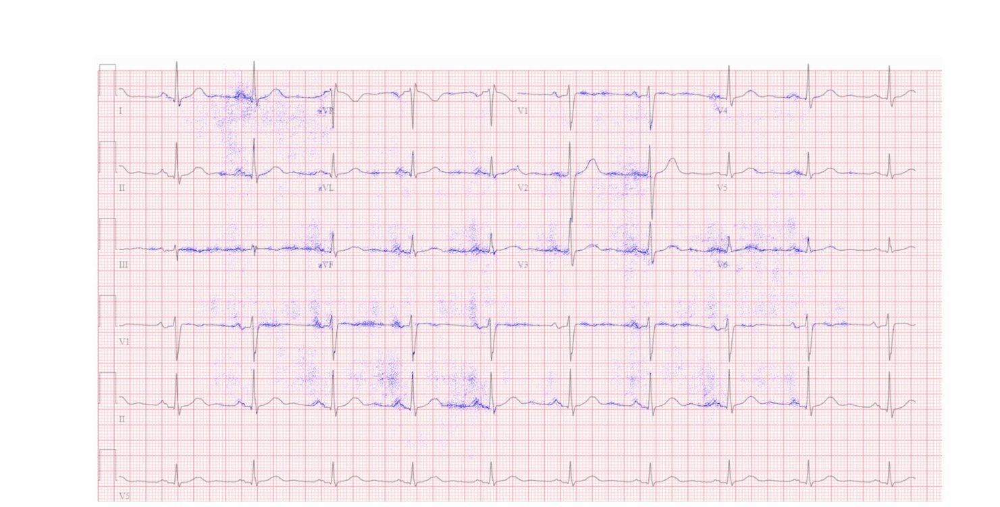 I aVR V1 V4
II aVL V2 V5
III aVF V3 V6
V1
II
V5